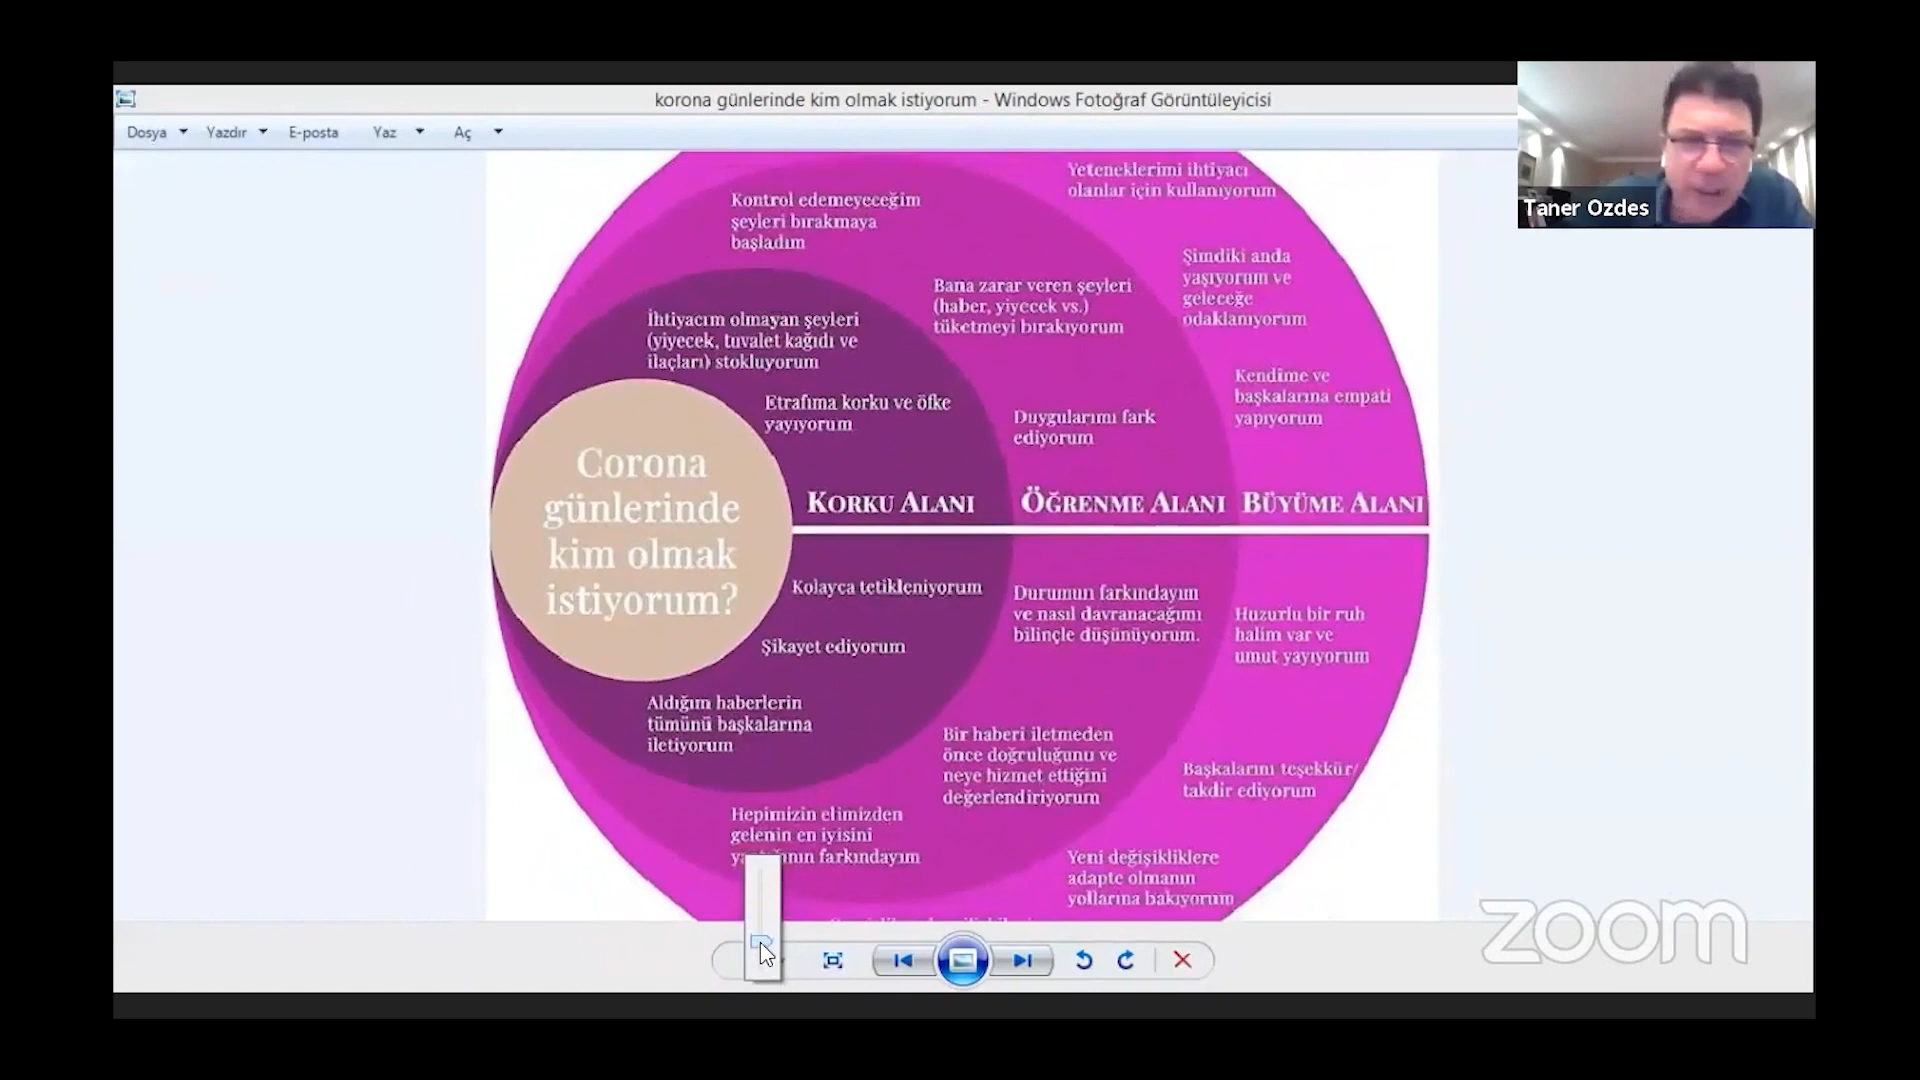 korona günlerinde kim olmak istiyorum - Windows Fotoğraf Görüntüleyicisi
Dosya Yazdır E-posta Yaz Aç
Taner Ozdes
Yeteneklerimi ihtiyacı
olanlar için kullanıyorum
Kontrol edemeyeceğim
şeyleri bırakmaya
başladım
Şimdiki anda
yaşıyorum ve
geleceğe
odaklanıyorum
Bana zarar veren şeyleri
(haber, yiyecek vs.)
tüketmeyi bırakıyorum
İhtiyacım olmayan şeyleri
(yiyecek, tuvalet kağıdı ve
ilaçları) stokluyorum
Kendime ve
başkalarına empati
yapıyorum
Etrafıma korku ve öfke
yayıyorum
Duygularımı fark
ediyorum
Corona
günlerinde
kim olmak
istiyorum?
KORKU ALANI
ÖĞRENME ALANI
BÜYÜME ALANI
Kolayca tetikleniyorum
Durumun farkındayım
ve nasıl davranacağımı
bilinçle düşünüyorum.
Huzurlu bir ruh
halim var ve
umut yayıyorum
Şikayet ediyorum
Aldığım haberlerin
tümünü başkalarına
iletiyorum
Bir haberi iletmeden
önce doğruluğunu ve
neye hizmet ettiğini
değerlendiriyorum
Başkalarını teşekkür/
takdir ediyorum
Hepimizin elimizden
gelenin en iyisini
farkındayım
Yeni değişikliklere
adapte olmanın
yollarına bakıyorum
zoom